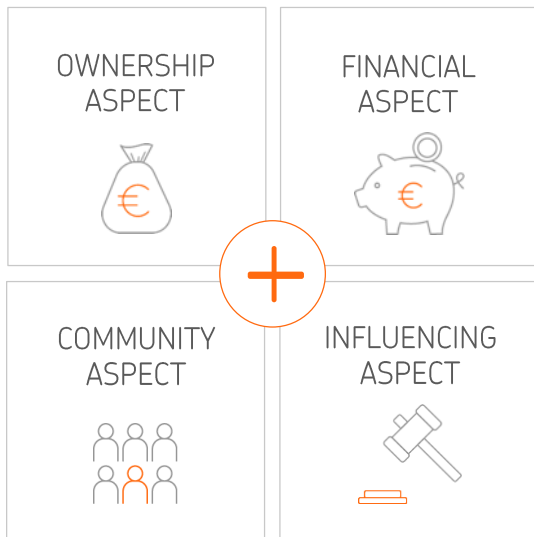 OWNERSHIP
ASPECT
€
FINANCIAL
ASPECT
€
COMMUNITY
ASPECT
INFLUENCING
ASPECT